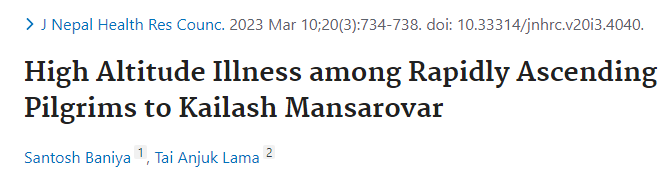 > J Nepal Health Res Counc. 2023 Mar 10;20(3):734-738. doi: 10.33314/jnhrc.v20i3.4040.
High Altitude Illness among Rapidly Ascending
Pilgrims to Kailash Mansarovar
Santosh Baniya 1, Tai Anjuk Lama 2